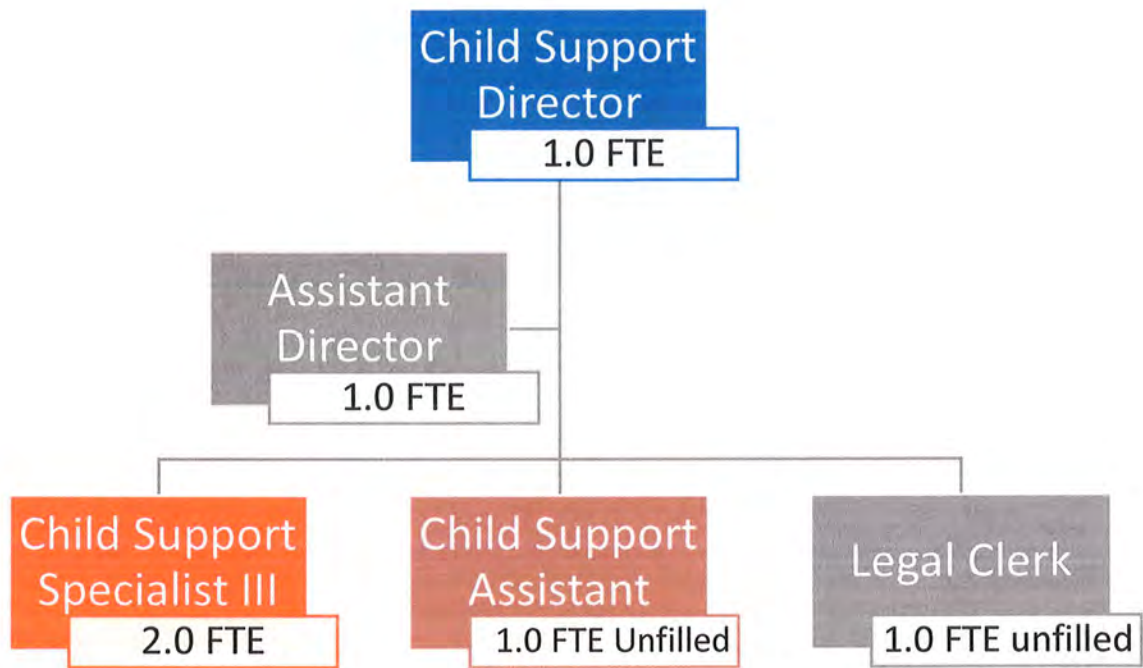 Child Support
Director
1.0 FTE
Assistant
Director
1.0 FTE
Child Support
Specialist III
2.0 FTE
Child Support
Assistant
1.0 FTE Unfilled
Legal Clerk
1.0 FTE unfilled